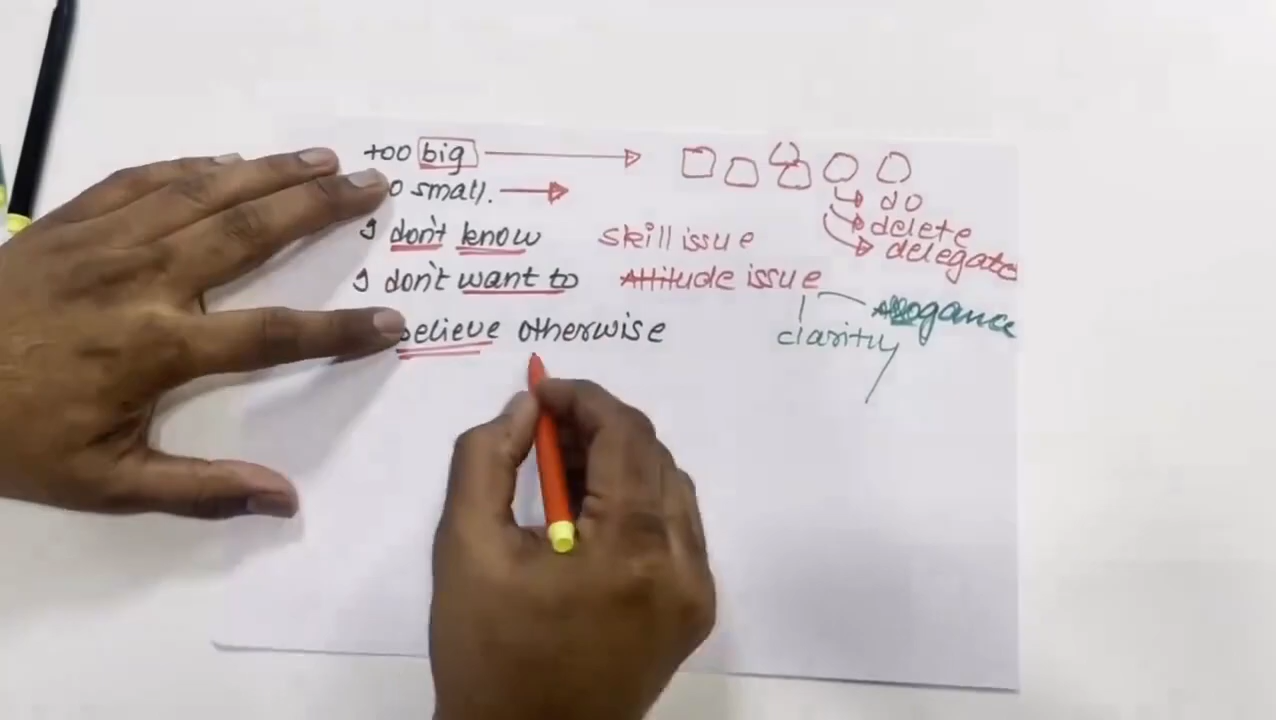 too big
small.
I don't know skill issue
I don't want to Attitude issue
believe otherwise
do
delete
delegate
clarity